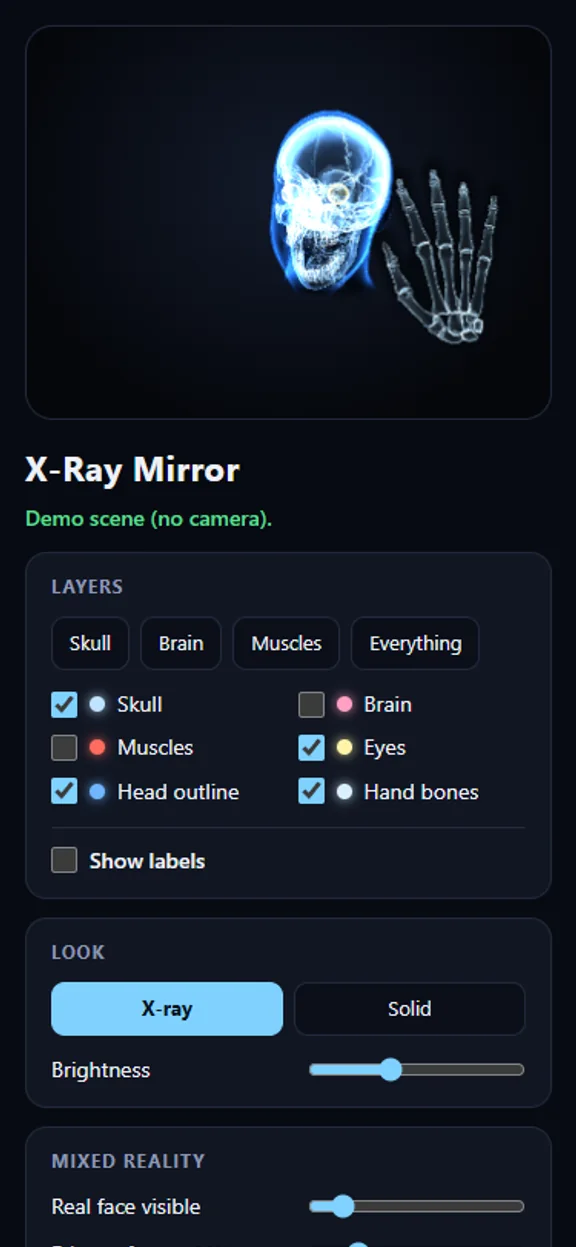 X-Ray Mirror
Demo scene (no camera).
LAYERS
Skull Brain Muscles Everything
Skull Brain
Muscles Eyes
Head outline Hand bones
Show labels
LOOK
X-ray Solid
Brightness
MIXED REALITY
Real face visible